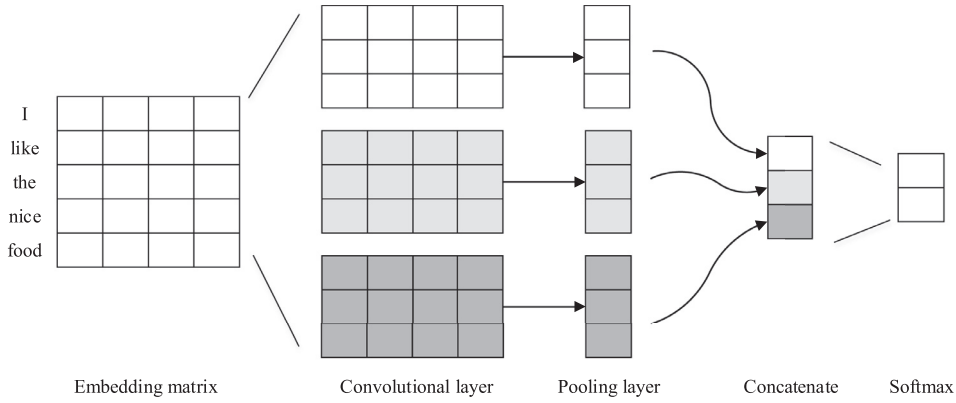 I
like
the
nice
food
Embedding matrix
Convolutional layer
Pooling layer
Concatenate
Softmax